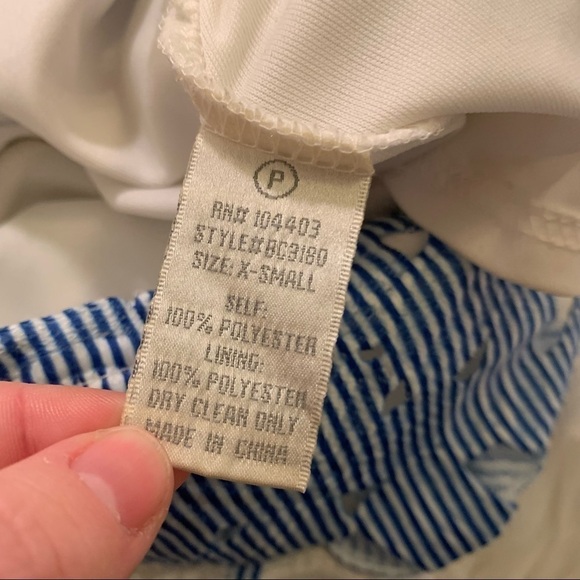 P
RN# 104403
STYLE#BC3180
SIZE: X-SMALL
SELF:
100% POLYESTER
LINING:
100% POLYESTER
DRY CLEAN ONLY
MADE IN CHINA